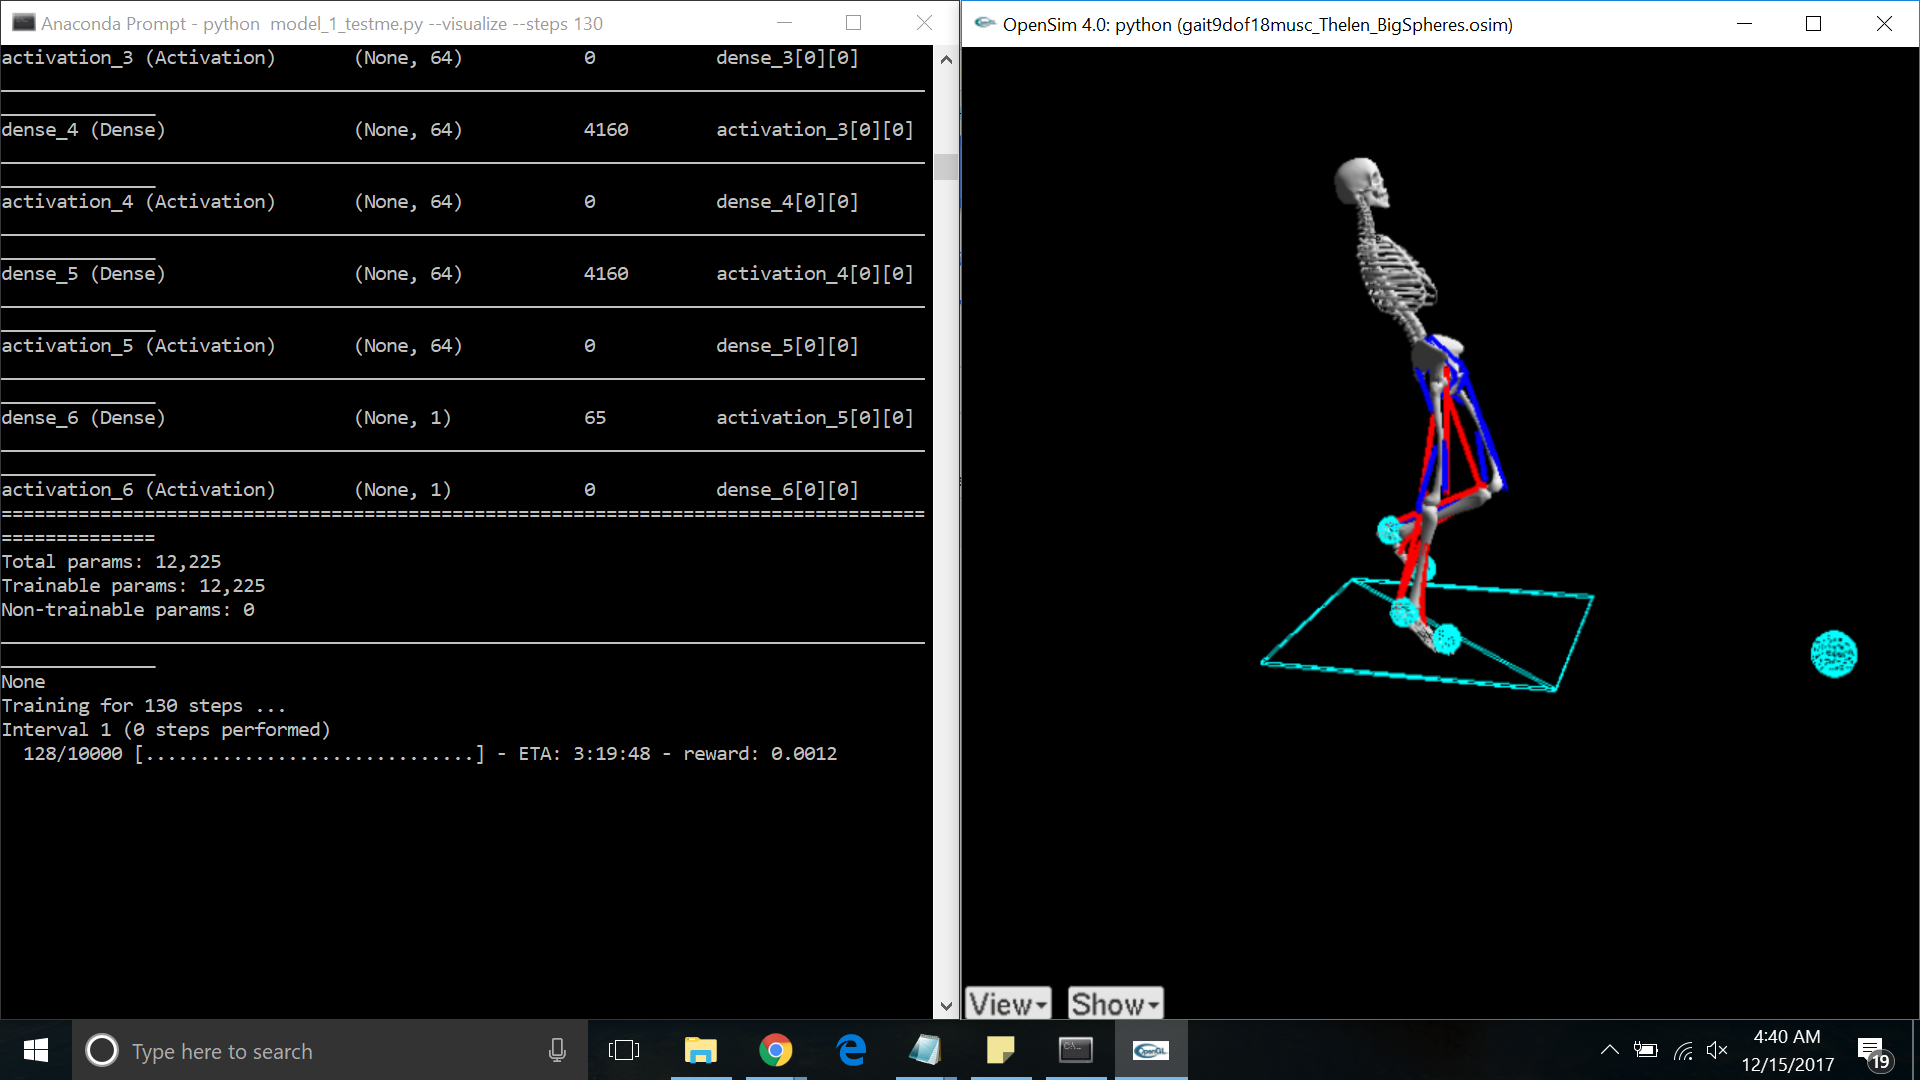 Anaconda Prompt - python  model_1_testme.py --visualize --steps 130
activation_3 (Activation)       (None, 64)           0           dense_3[0][0]
dense_4 (Dense)                 (None, 64)           4160        activation_3[0][0]
activation_4 (Activation)       (None, 64)           0           dense_4[0][0]
dense_5 (Dense)                 (None, 64)           4160        activation_4[0][0]
activation_5 (Activation)       (None, 64)           0           dense_5[0][0]
dense_6 (Dense)                 (None, 1)            65          activation_5[0][0]
activation_6 (Activation)       (None, 1)            0           dense_6[0][0]
====================================================================================
==============
Total params: 12,225
Trainable params: 12,225
Non-trainable params: 0
None
Training for 130 steps ...
Interval 1 (0 steps performed)
  128/10000 [..............................] - ETA: 3:19:48 - reward: 0.0012
OpenSim 4.0: python (gait9dof18musc_Thelen_BigSpheres.osim)
View
Show
Type here to search
OpenGL
4:40 AM
12/15/2017
19